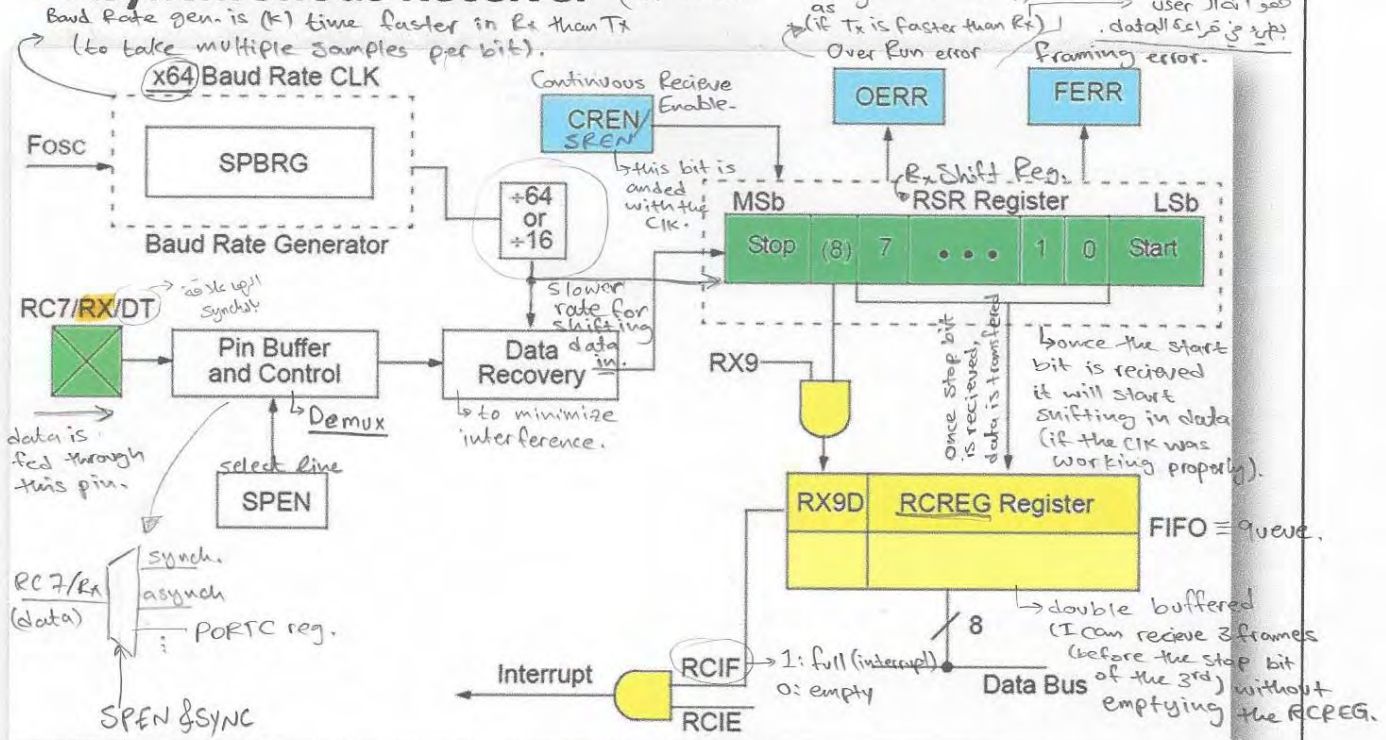 Asynchronous Receiver
Baud Rate gen. is (K) time faster in Rx than Tx
(to take multiple samples per bit).
as
(if Tx is faster than Rx)
Over Run error
user
framing error.
x64 Baud Rate CLK
Fosc
SPBRG
Baud Rate Generator
÷64
or
÷16
Continuous Recieve
Enable-
CREN/
SREN
this bit is
anded
with the
CLK.
OERR
FERR
Rx Shift Reg.
MSb
RSR Register
LSb
Stop
(8)
7
• • •
1
0
Start
RC7/RX/DT
data is
fed through
this pin.
Pin Buffer
and Control
Demux
select line
SPEN
slower
rate for
shifting
data
in.
Data
Recovery
to minimize
interference.
RX9
once stop bit
is recieved,
data is transfered
once the start
bit is recieved
it will start
shifting in data
(if the CLK was
working properly).
RX9D
RCREG Register
FIFO ≡ queue.
double buffered
(I can recieve 3 frames
(before the stop bit
of the 3rd) without
emptying the RCREG.
8
Data Bus
RC7/Rx
(data)
synch.
asynch
PORTC reg.
⋮
SPEN & SYNC
Interrupt
RCIF
1: full (interrupt)
0: empty
RCIE